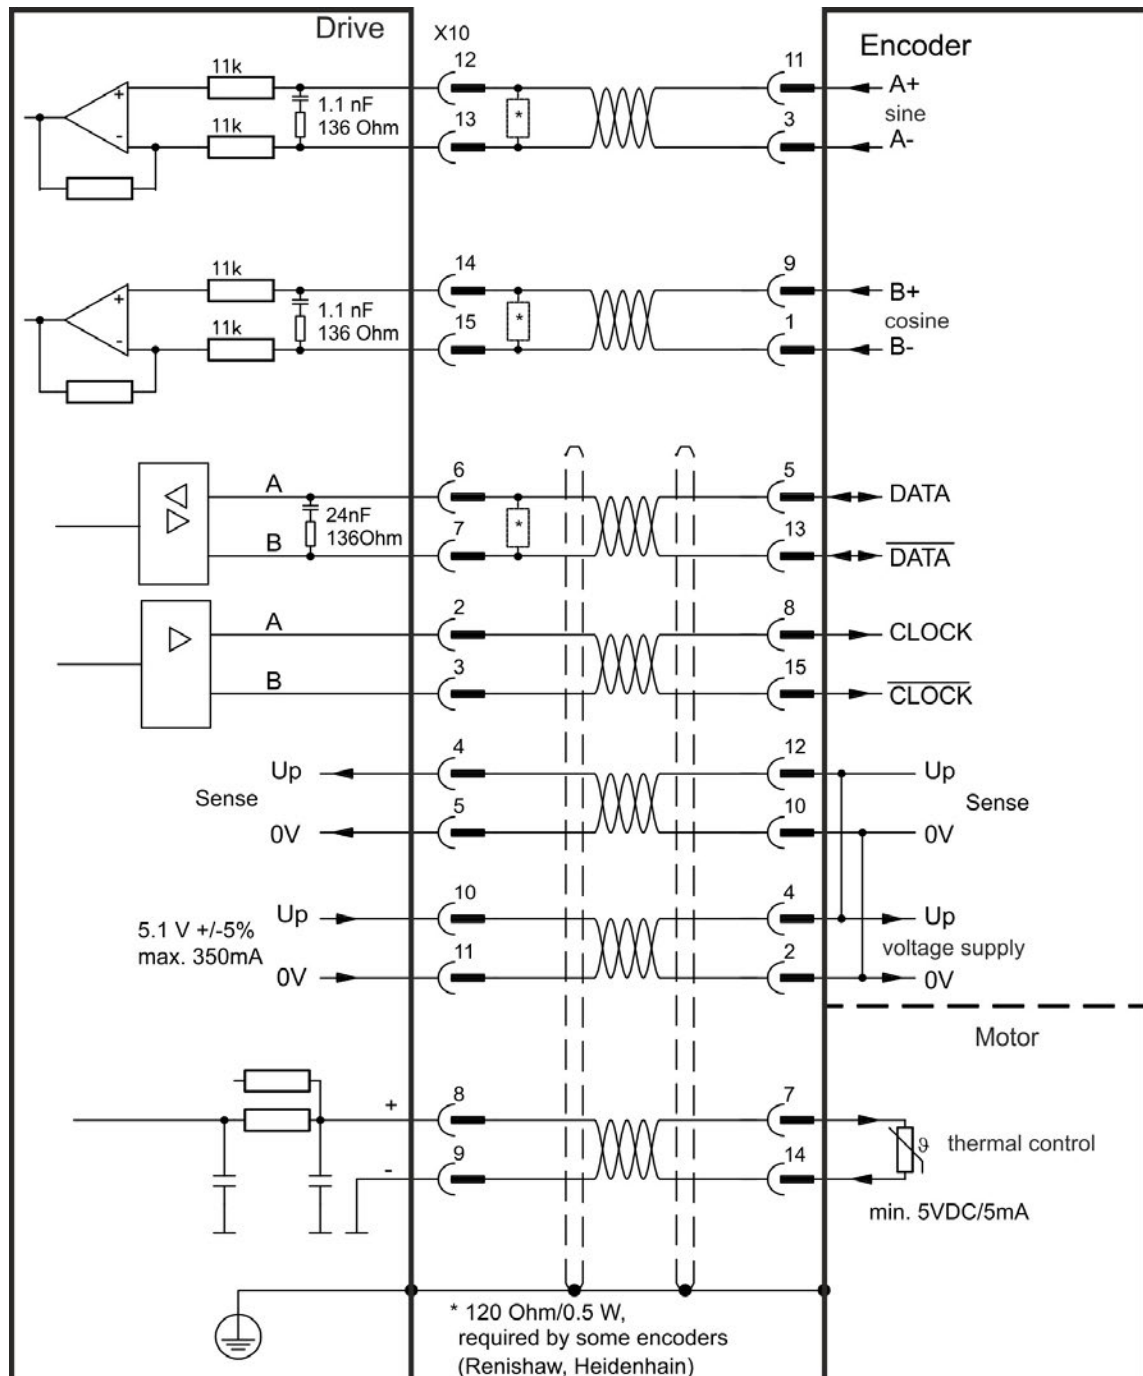 Drive
X10
Encoder
11k
12
11
A+
1.1 nF
136 Ohm
+
*
sine
11k
13
3
A-
-
11k
14
9
B+
1.1 nF
136 Ohm
+
*
cosine
11k
15
1
B-
-
A
6
5
DATA
24nF
136Ohm
*
B
7
13
DATA
A
2
8
CLOCK
B
3
15
CLOCK
Up
4
12
Up
Sense
Sense
0V
5
10
0V
Up
10
4
Up
5.1 V +/-5%
max. 350mA
voltage supply
0V
11
2
0V
Motor
+
8
7
ϑ thermal control
-
9
14
min. 5VDC/5mA
* 120 Ohm/0.5 W,
required by some encoders
(Renishaw, Heidenhain)